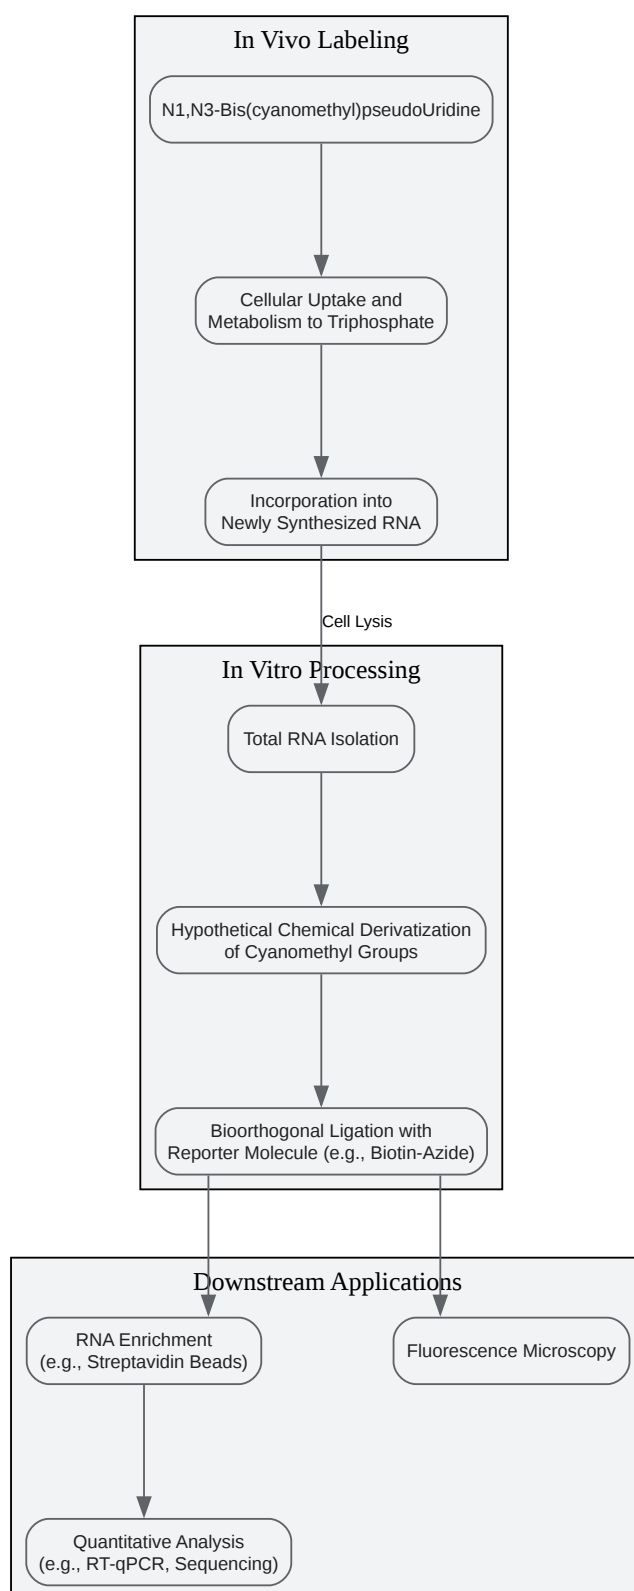 In Vivo Labeling
N1,N3-Bis(cyanomethyl)pseudoUridine
Cellular Uptake and
Metabolism to Triphosphate
Incorporation into
Newly Synthesized RNA
Cell Lysis
In Vitro Processing
Total RNA Isolation
Hypothetical Chemical Derivatization
of Cyanomethyl Groups
Bioorthogonal Ligation with
Reporter Molecule (e.g., Biotin-Azide)
Downstream Applications
RNA Enrichment
(e.g., Streptavidin Beads)
Fluorescence Microscopy
Quantitative Analysis
(e.g., RT-qPCR, Sequencing)